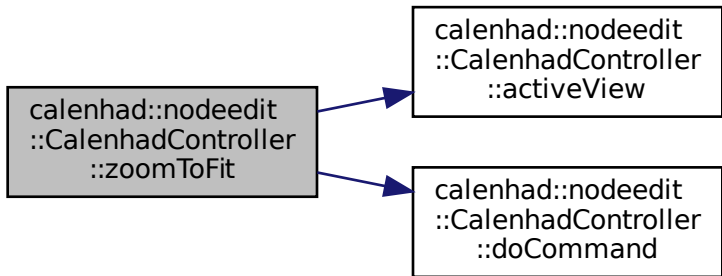 calenhad::nodeedit
::CalenhadController
::zoomToFit
calenhad::nodeedit
::CalenhadController
::activeView
calenhad::nodeedit
::CalenhadController
::doCommand